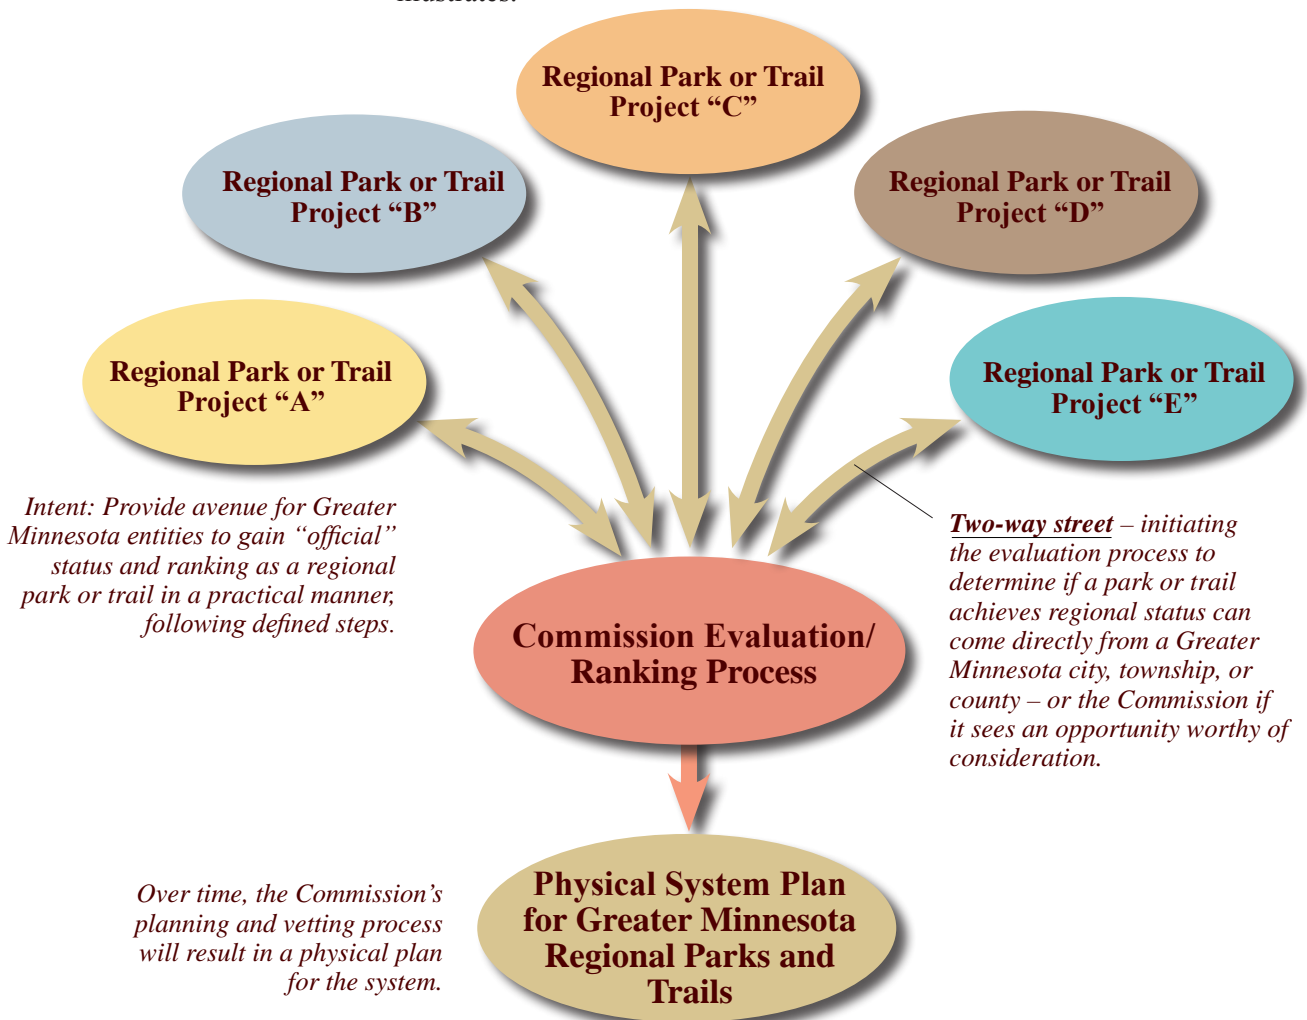 illustrates.
Regional Park or Trail
Project “C”
Regional Park or Trail
Project “B”
Regional Park or Trail
Project “D”
Regional Park or Trail
Project “A”
Regional Park or Trail
Project “E”
Intent: Provide avenue for Greater
Minnesota entities to gain “official”
status and ranking as a regional
park or trail in a practical manner,
following defined steps.
Two-way street – initiating
the evaluation process to
determine if a park or trail
achieves regional status can
come directly from a Greater
Minnesota city, township, or
county – or the Commission if
it sees an opportunity worthy of
consideration.
Commission Evaluation/
Ranking Process
Over time, the Commission’s
planning and vetting process
will result in a physical plan
for the system.
Physical System Plan
for Greater Minnesota
Regional Parks and
Trails